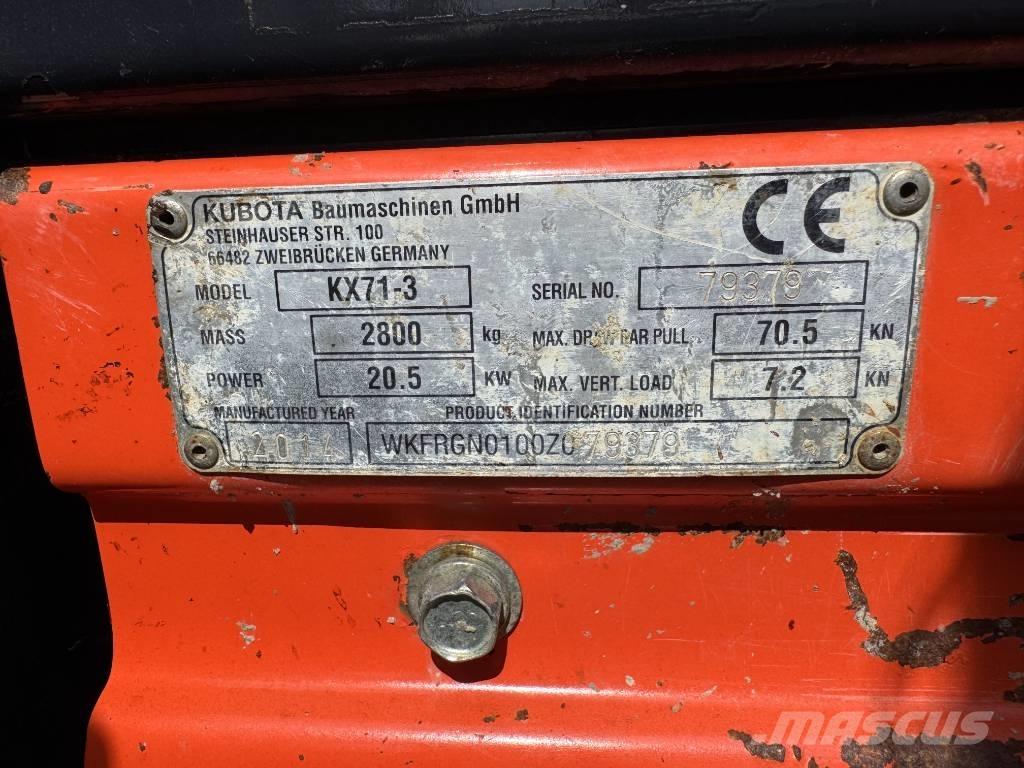 KUBOTA Baumaschinen GmbH
STEINHAUSER STR. 100
66482 ZWEIBRÜCKEN GERMANY
CE
MODEL KX71-3 SERIAL NO. 79379
MASS 2800 kg MAX. DRAWBAR PULL 70.5 KN
POWER 20.5 KW MAX. VERT. LOAD 7.2 KN
MANUFACTURED YEAR PRODUCT IDENTIFICATION NUMBER
2014 WKFRGN0100Z079379
MASCUS